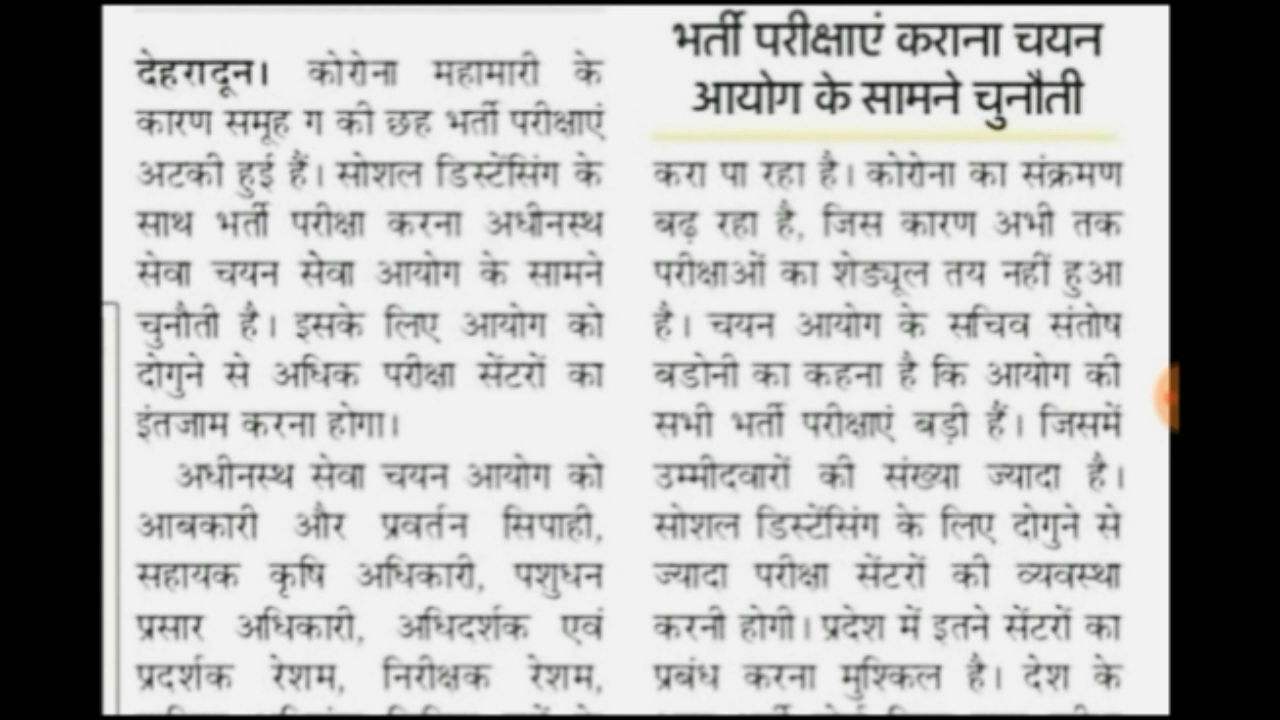 देहरादून। कोरोना महामारी के
कारण समूह ग की छह भर्ती परीक्षाएं
अटकी हुई हैं। सोशल डिस्टेंसिंग के
साथ भर्ती परीक्षा करना अधीनस्थ
सेवा चयन सेवा आयोग के सामने
चुनौती है। इसके लिए आयोग को
दोगुने से अधिक परीक्षा सेंटरों का
इंतजाम करना होगा।
अधीनस्थ सेवा चयन आयोग को
आबकारी और प्रवर्तन सिपाही,
सहायक कृषि अधिकारी, पशुधन
प्रसार अधिकारी, अधिदर्शक एवं
प्रदर्शक रेशम, निरीक्षक रेशम,
भर्ती परीक्षाएं कराना चयन
आयोग के सामने चुनौती
करा पा रहा है। कोरोना का संक्रमण
बढ़ रहा है, जिस कारण अभी तक
परीक्षाओं का शेड्यूल तय नहीं हुआ
है। चयन आयोग के सचिव संतोष
बडोनी का कहना है कि आयोग की
सभी भर्ती परीक्षाएं बड़ी हैं। जिसमें
उम्मीदवारों की संख्या ज्यादा है।
सोशल डिस्टेंसिंग के लिए दोगुने से
ज्यादा परीक्षा सेंटरों की व्यवस्था
करनी होगी। प्रदेश में इतने सेंटरों का
प्रबंध करना मुश्किल है। देश के